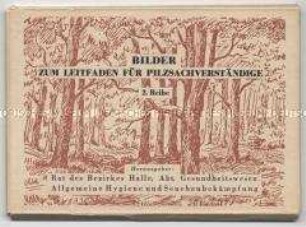 BILDER
ZUM LEITFADEN FÜR PILZSACHVERSTÄNDIGE
2. Reihe
Herausgeber:
Rat des Bezirkes Halle, Abt. Gesundheitswesen
Allgemeine Hygiene und Seuchenbekämpfung